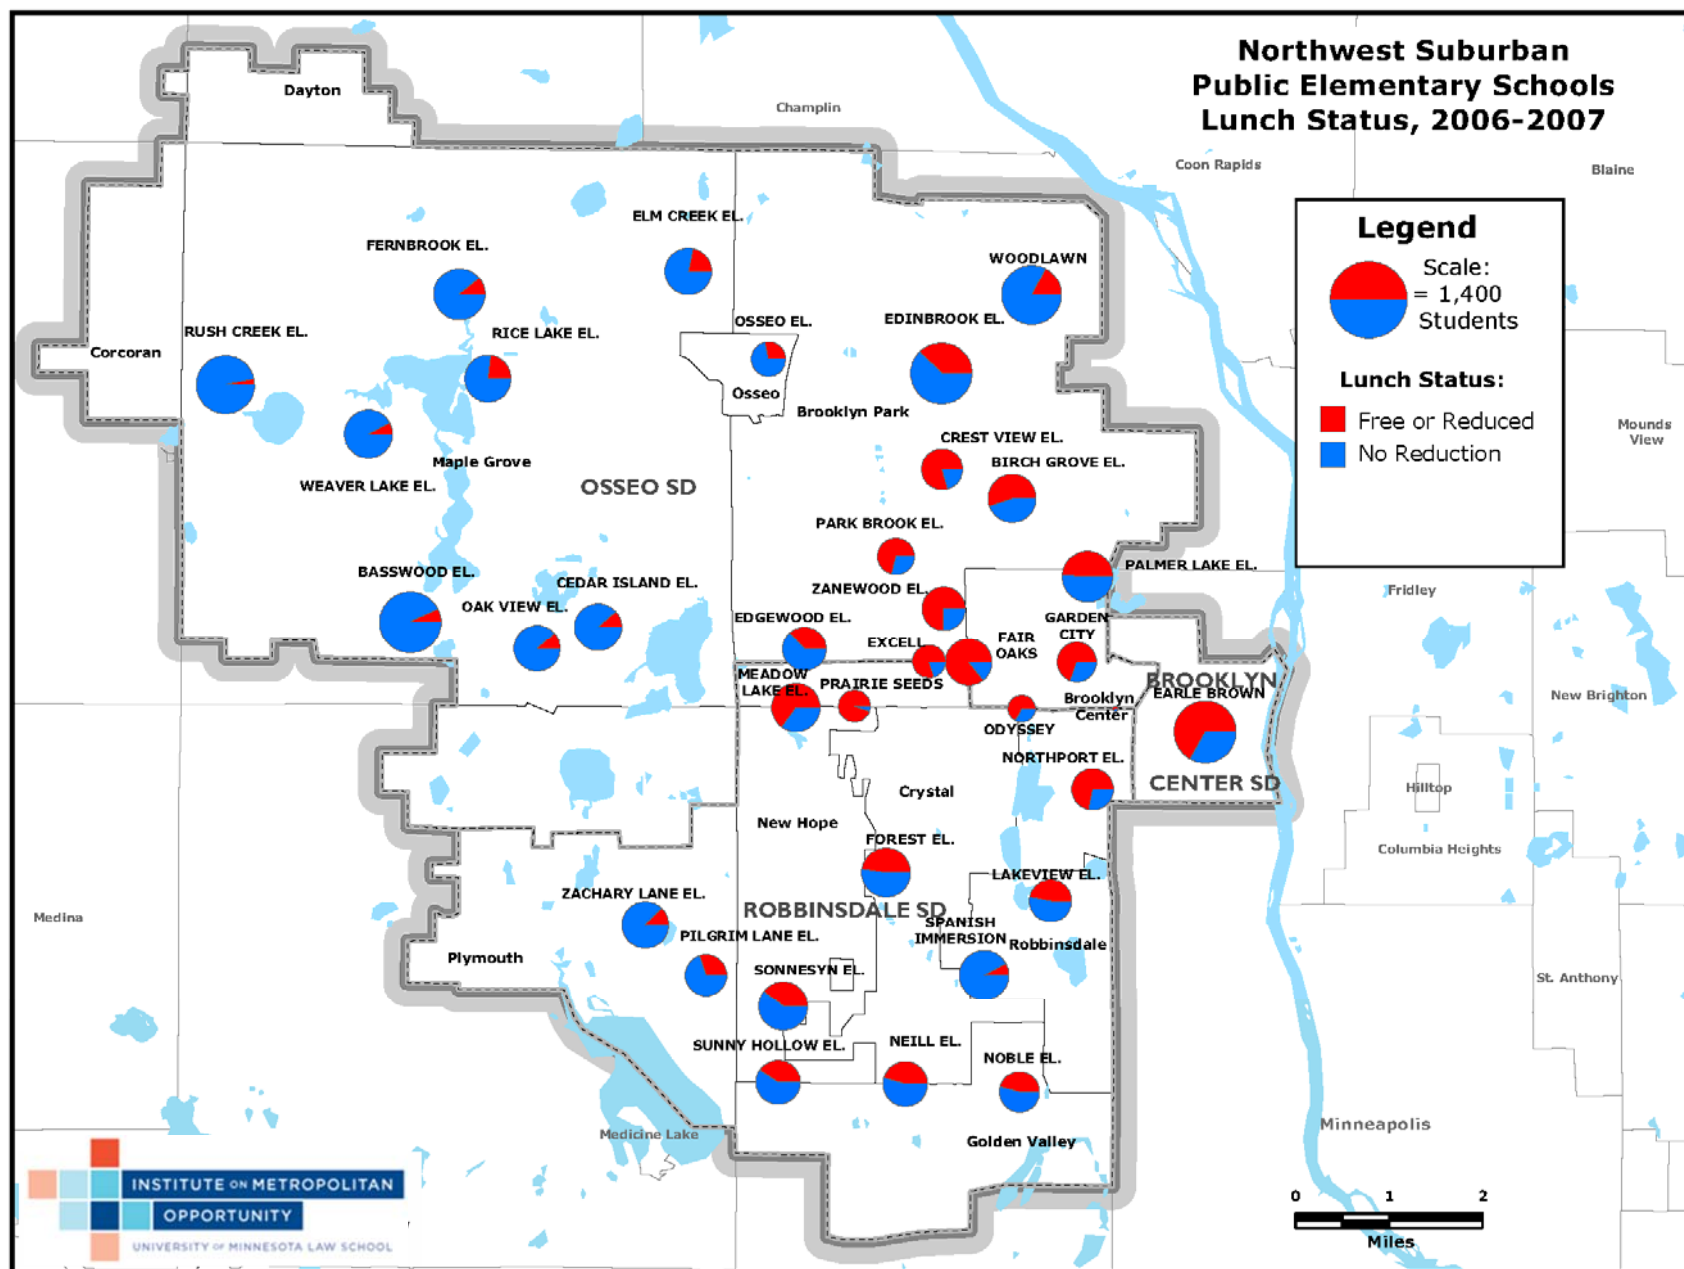 Northwest Suburban
Public Elementary Schools
Lunch Status, 2006-2007
Dayton
Champlin
Coon Rapids
Blaine
Legend
Scale:
= 1,400
Students
Lunch Status:
Free or Reduced
No Reduction
ELM CREEK EL.
FERNBROOK EL.
WOODLAWN
RUSH CREEK EL.
RICE LAKE EL.
OSSEO EL.
EDINBROOK EL.
Corcoran
Osseo
Brooklyn Park
Mounds
View
CREST VIEW EL.
BIRCH GROVE EL.
Maple Grove
WEAVER LAKE EL.
OSSEO SD
PARK BROOK EL.
BASSWOOD EL.
CEDAR ISLAND EL.
PALMER LAKE EL.
Fridley
OAK VIEW EL.
ZANEWOOD EL.
EDGEWOOD EL.
GARDEN
CITY
EXCELL
FAIR
OAKS
MEADOW
LAKE EL.
PRAIRIE SEEDS
BROOKLYN
EARLE BROWN
New Brighton
Brooklyn
Center
ODYSSEY
NORTHPORT EL.
CENTER SD
Hilltop
Crystal
New Hope
FOREST EL.
Columbia Heights
LAKEVIEW EL.
ZACHARY LANE EL.
ROBBINSDALE SD
Medina
SPANISH
IMMERSION
Robbinsdale
PILGRIM LANE EL.
Plymouth
SONNESYN EL.
St. Anthony
SUNNY HOLLOW EL.
NEILL EL.
NOBLE EL.
Medicine Lake
Golden Valley
Minneapolis
INSTITUTE ON METROPOLITAN
OPPORTUNITY
UNIVERSITY OF MINNESOTA LAW SCHOOL
0 1 2
Miles